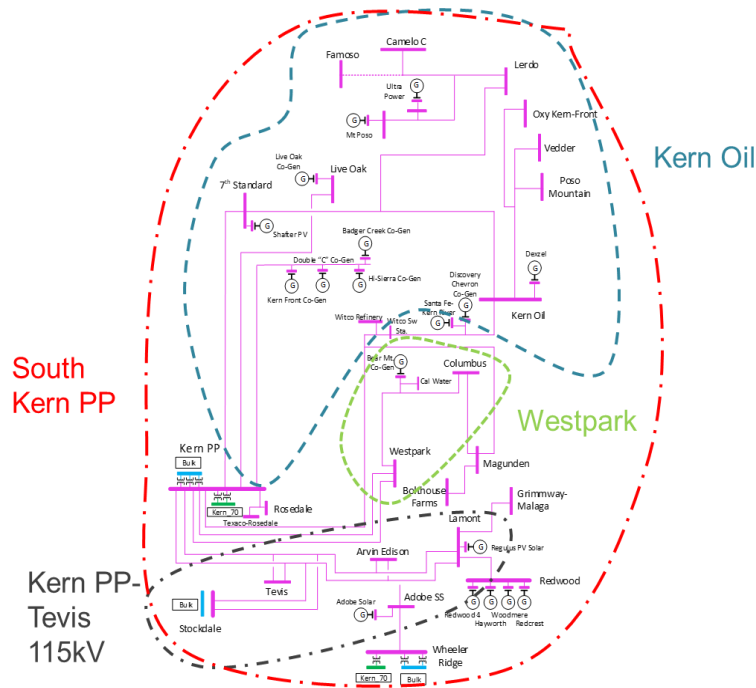 Camelo C
Famoso
Lerdo
Ultra
Power
G
Oxy Kern-Front
Mt Poso
G
Kern Oil
Vedder
Live Oak
Co-Gen
Live Oak
G
Poso
Mountain
7th Standard
G
Shafter PV
Badger Creek Co-Gen
G
Dexzel
G
Double "C" Co-Gen
Discovery
Chevron
Co-Gen
G
G
G
Hi-Sierra Co-Gen
Kern Front Co-Gen
G
Santa Fe-
Kern River
G
Kern Oil
Witco Refinery
Witco Sw
Sta.
Bear Mt.
Co-Gen
G
Columbus
South
Kern PP
Cal Water
Westpark
Kern PP
Bulk
Westpark
Magunden
Bolthouse
Farms
Grimmway-
Malaga
Kern_70
Rosedale
Texaco-Rosedale
Lamont
G
Regulus PV Solar
Arvin Edison
Kern PP-
Tevis
115kV
Tevis
Redwood
Bulk
Stockdale
Adobe Solar
G
Adobe SS
G
G
G
G
Redwood 4
Woodmere
Hayworth
Redcrest
Wheeler
Ridge
Kern_70
Bulk